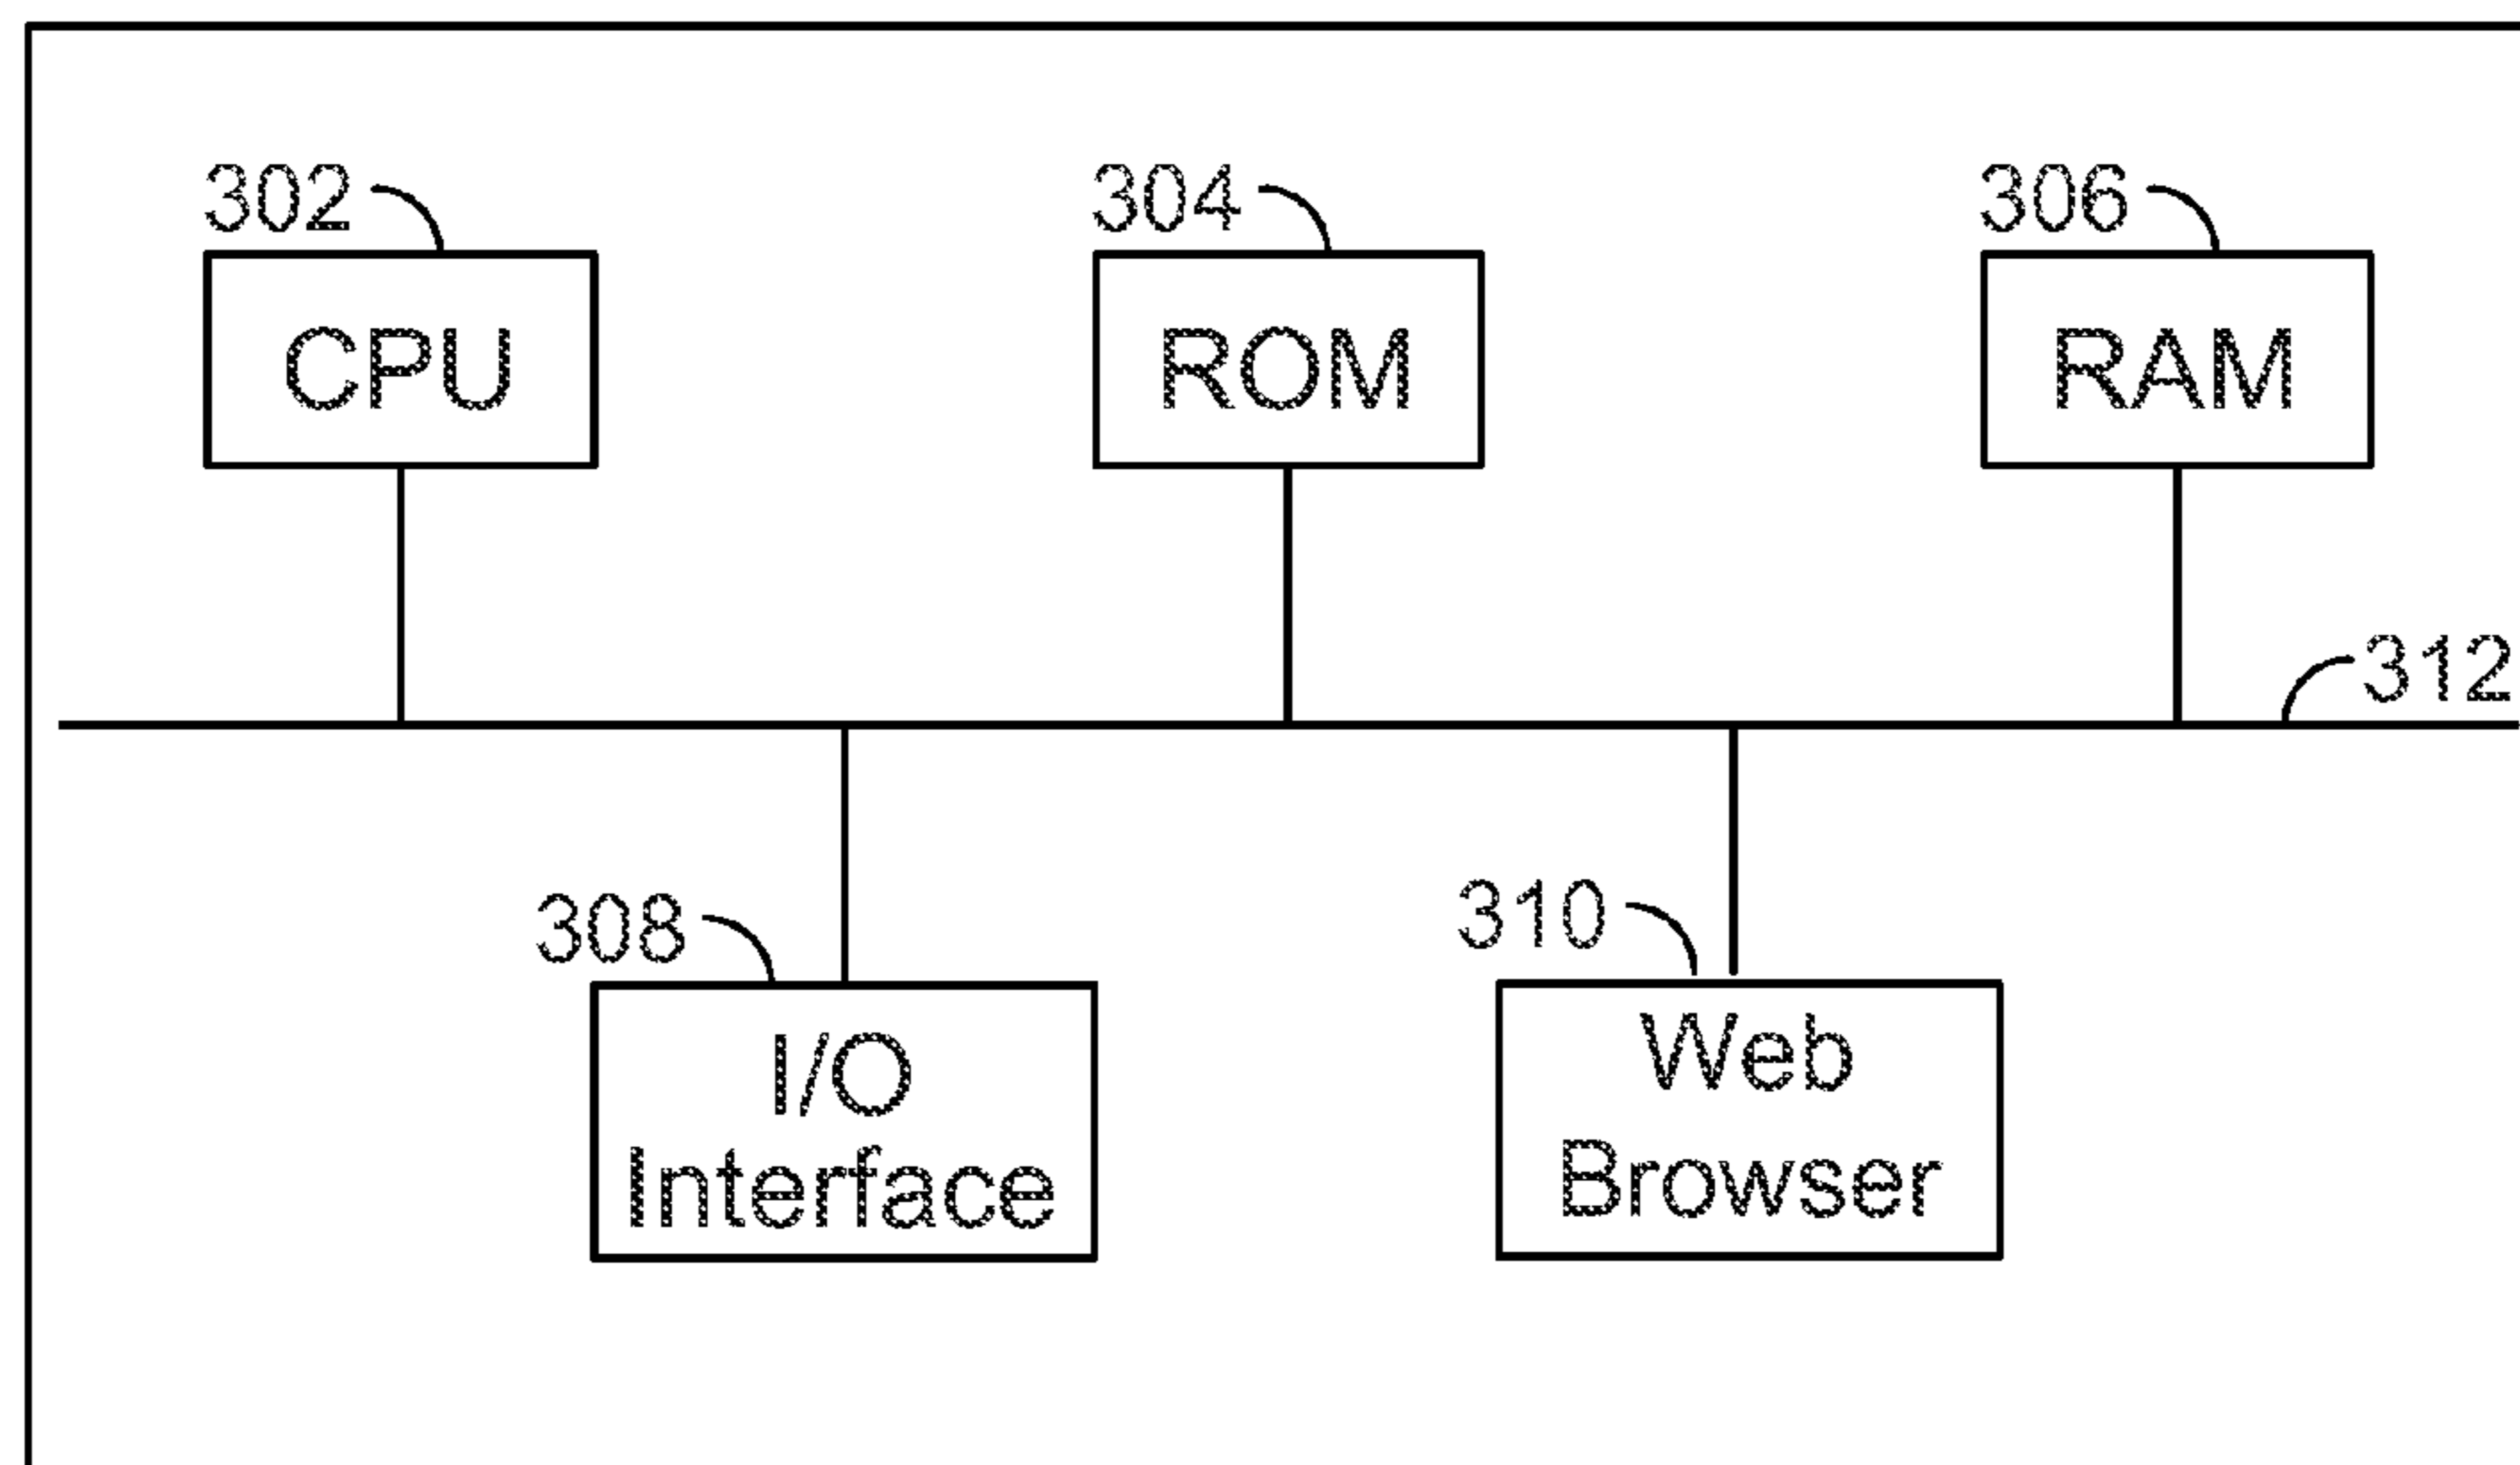 302
304
306
CPU
ROM
RAM
312
308
310
I/O
Interface
Web
Browser